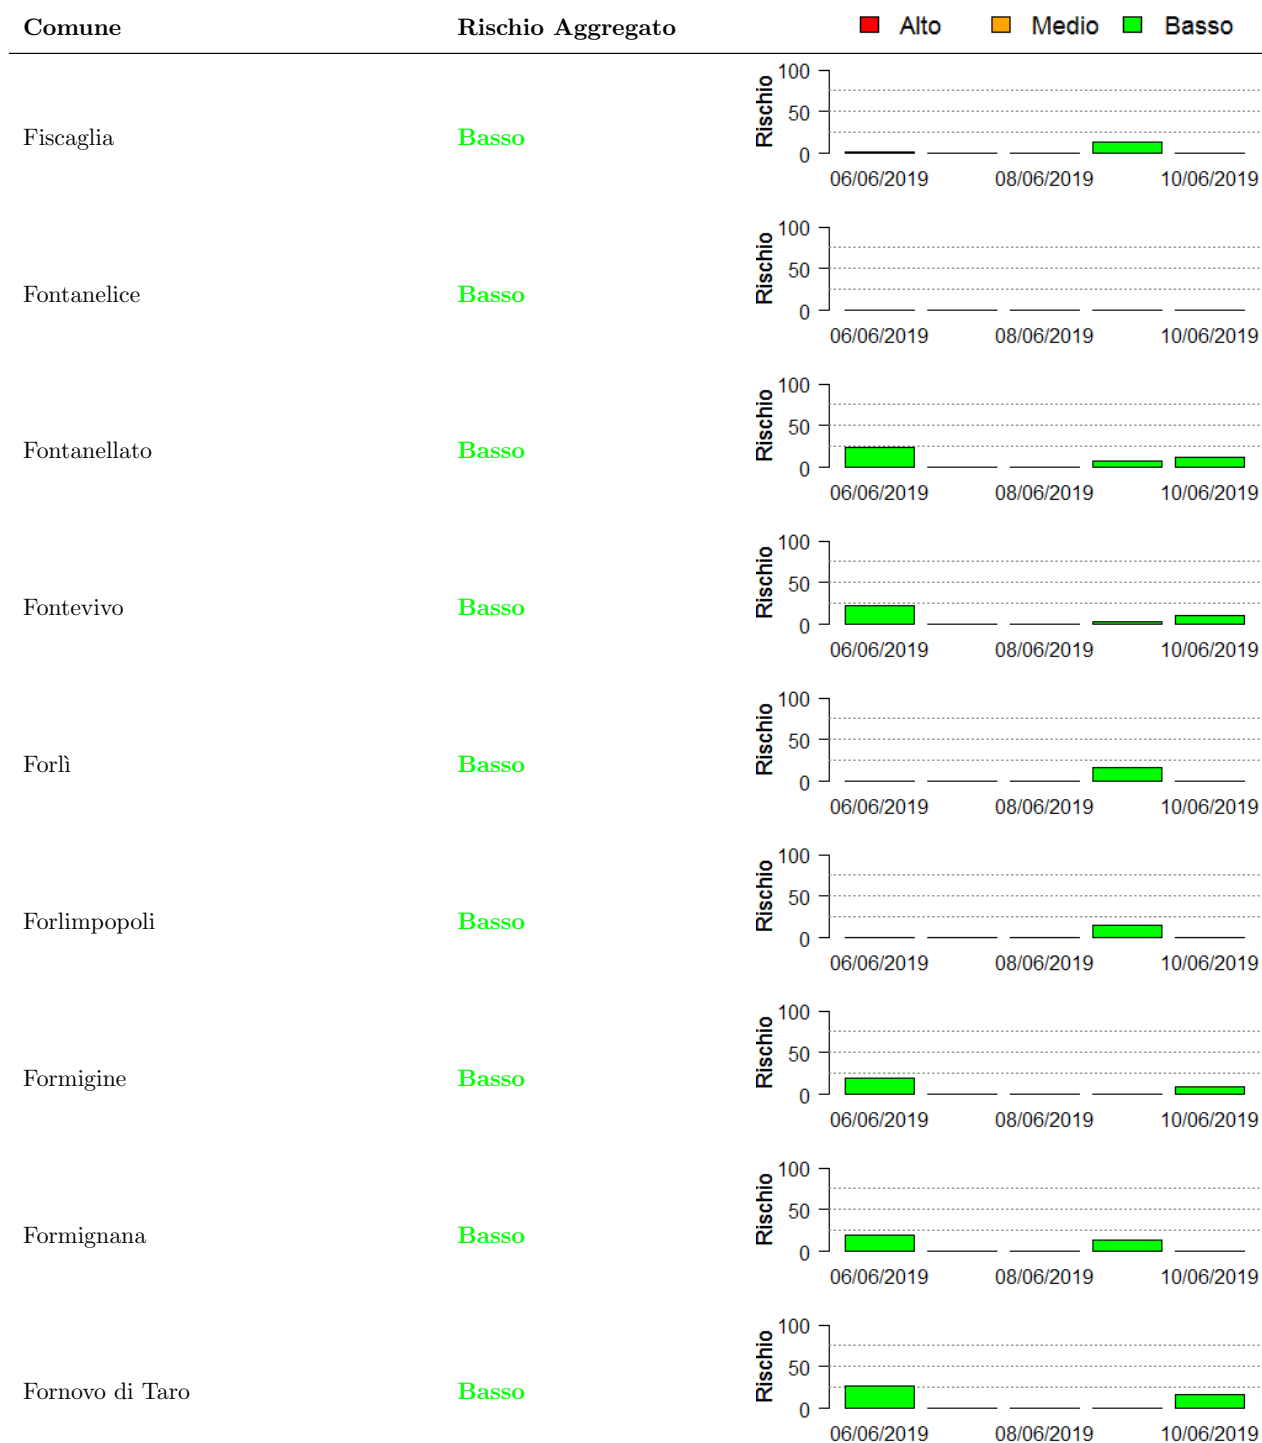 Comune Rischio Aggregato Alto Medio Basso
Fiscaglia Basso Rischio 100 50 0
06/06/2019 08/06/2019 10/06/2019
Fontanelice Basso Rischio 100 50 0
06/06/2019 08/06/2019 10/06/2019
Fontanellato Basso Rischio 100 50 0
06/06/2019 08/06/2019 10/06/2019
Fontevivo Basso Rischio 100 50 0
06/06/2019 08/06/2019 10/06/2019
Forlì Basso Rischio 100 50 0
06/06/2019 08/06/2019 10/06/2019
Forlimpopoli Basso Rischio 100 50 0
06/06/2019 08/06/2019 10/06/2019
Formigine Basso Rischio 100 50 0
06/06/2019 08/06/2019 10/06/2019
Formignana Basso Rischio 100 50 0
06/06/2019 08/06/2019 10/06/2019
Fornovo di Taro Basso Rischio 100 50 0
06/06/2019 08/06/2019 10/06/2019